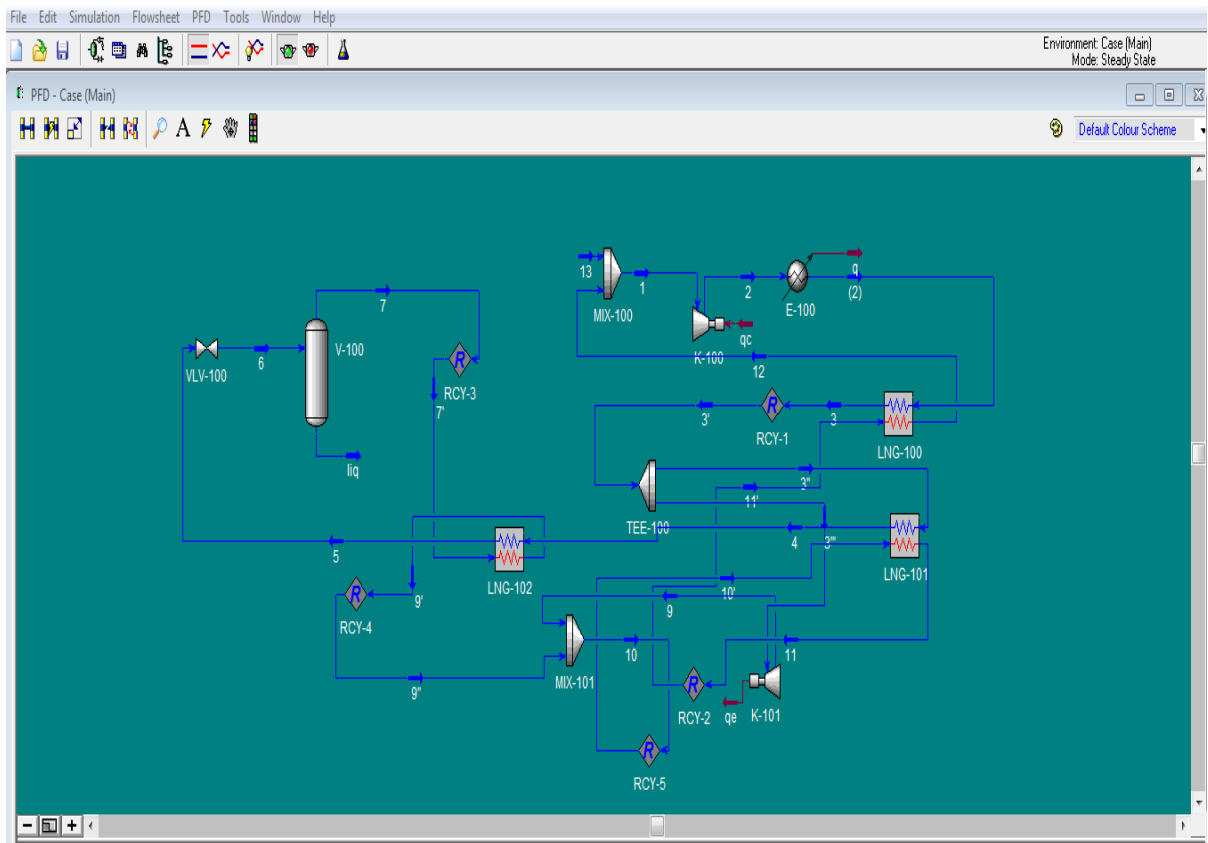 File Edit Simulation Flowsheet PFD Tools Window Help
Environment: Case (Main)
Mode: Steady State
PFD - Case (Main)
A
Default Colour Scheme
13
1
2
q
(2)
MIX-100
E-100
7
V-100
K-100
qc
VLV-100
6
RCY-3
12
7'
3'
RCY-1
3
LNG-100
liq
3"
11'
TEE-100
5
LNG-102
4
3'''
LNG-101
9'
RCY-4
9
10'
10
11
MIX-101
9"
RCY-2
qe
K-101
RCY-5
R
R
R
R
R